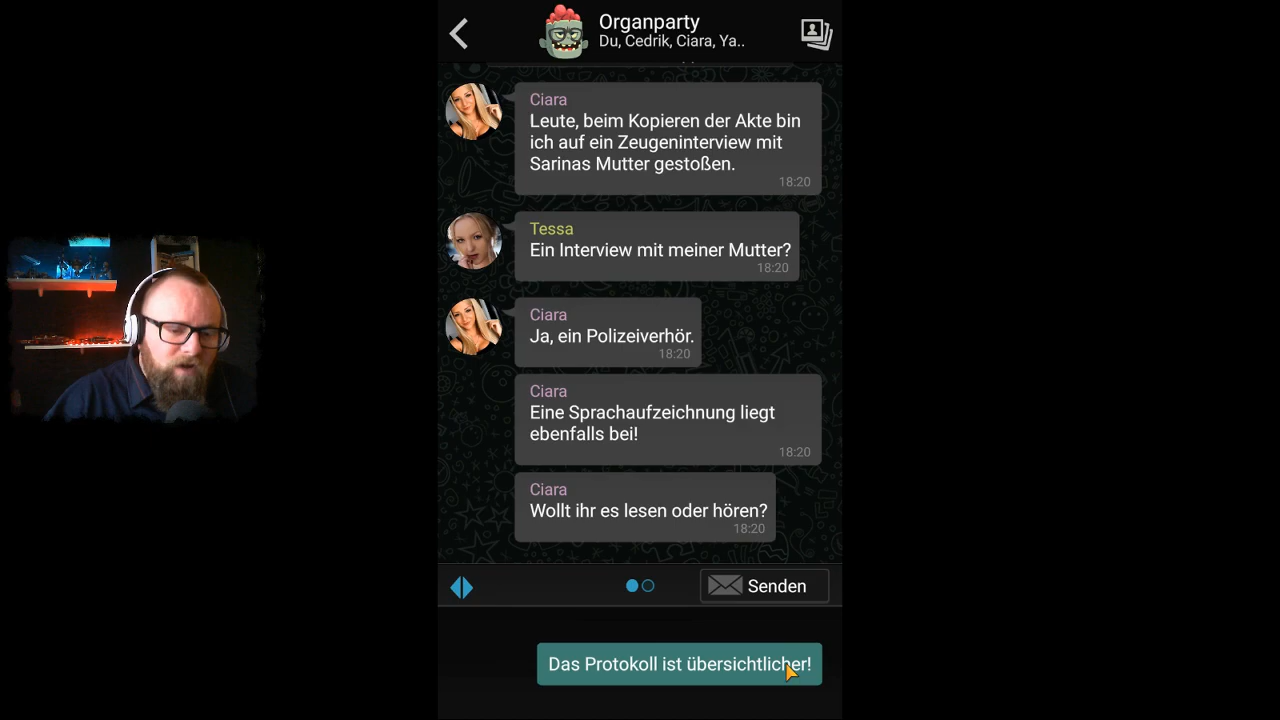 Organparty
Du, Cedrik, Ciara, Ya..
Ciara
Leute, beim Kopieren der Akte bin
ich auf ein Zeugeninterview mit
Sarinas Mutter gestoßen.
18:20
Tessa
Ein Interview mit meiner Mutter?
18:20
Ciara
Ja, ein Polizeiverhör.
18:20
Ciara
Eine Sprachaufzeichnung liegt
ebenfalls bei!
18:20
Ciara
Wollt ihr es lesen oder hören?
18:20
Senden
Das Protokoll ist übersichtlicher!